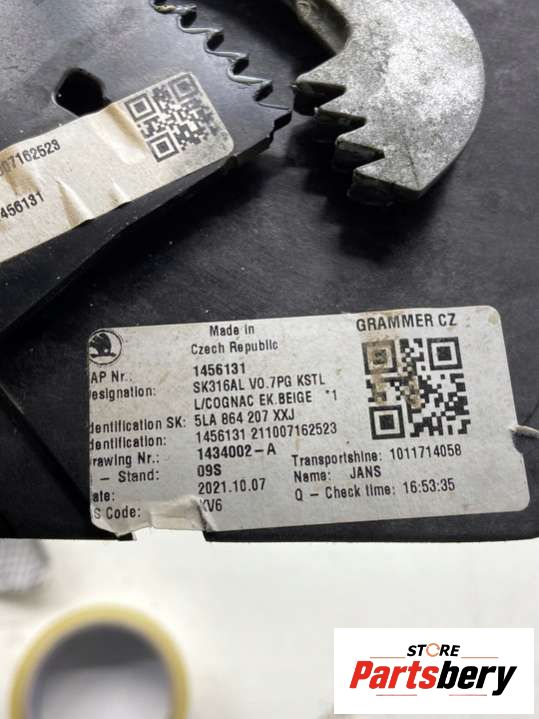 007162523
1456131
Made in
Czech Republic
GRAMMER CZ
AP Nr.: 1456131
esignation: SK316AL VO.7PG KSTL
L/COGNAC EK.BEIGE *1
dentification SK: 5LA 864 207 XXJ
dentification: 1456131 211007162523
rawing Nr.: 1434002-A
Transportshine: 1011714058
- Stand: 09S
Name: JANS
ate: 2021.10.07
Q - Check time: 16:53:35
S Code: KV6
STORE
Partsbery